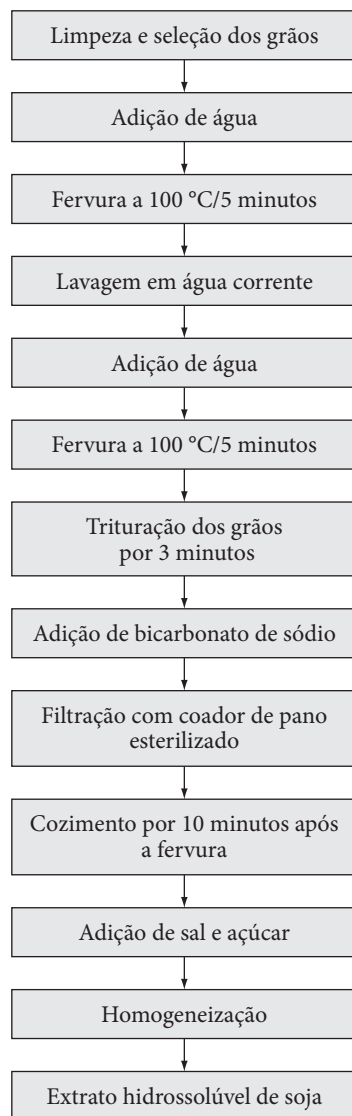 Limpeza e seleção dos grãos
Adição de água
Fervura a 100 °C/5 minutos
Lavagem em água corrente
Adição de água
Fervura a 100 °C/5 minutos
Trituração dos grãos
por 3 minutos
Adição de bicarbonato de sódio
Filtração com coador de pano
esterilizado
Cozimento por 10 minutos após
a fervura
Adição de sal e açúcar
Homogeneização
Extrato hidrossolúvel de soja